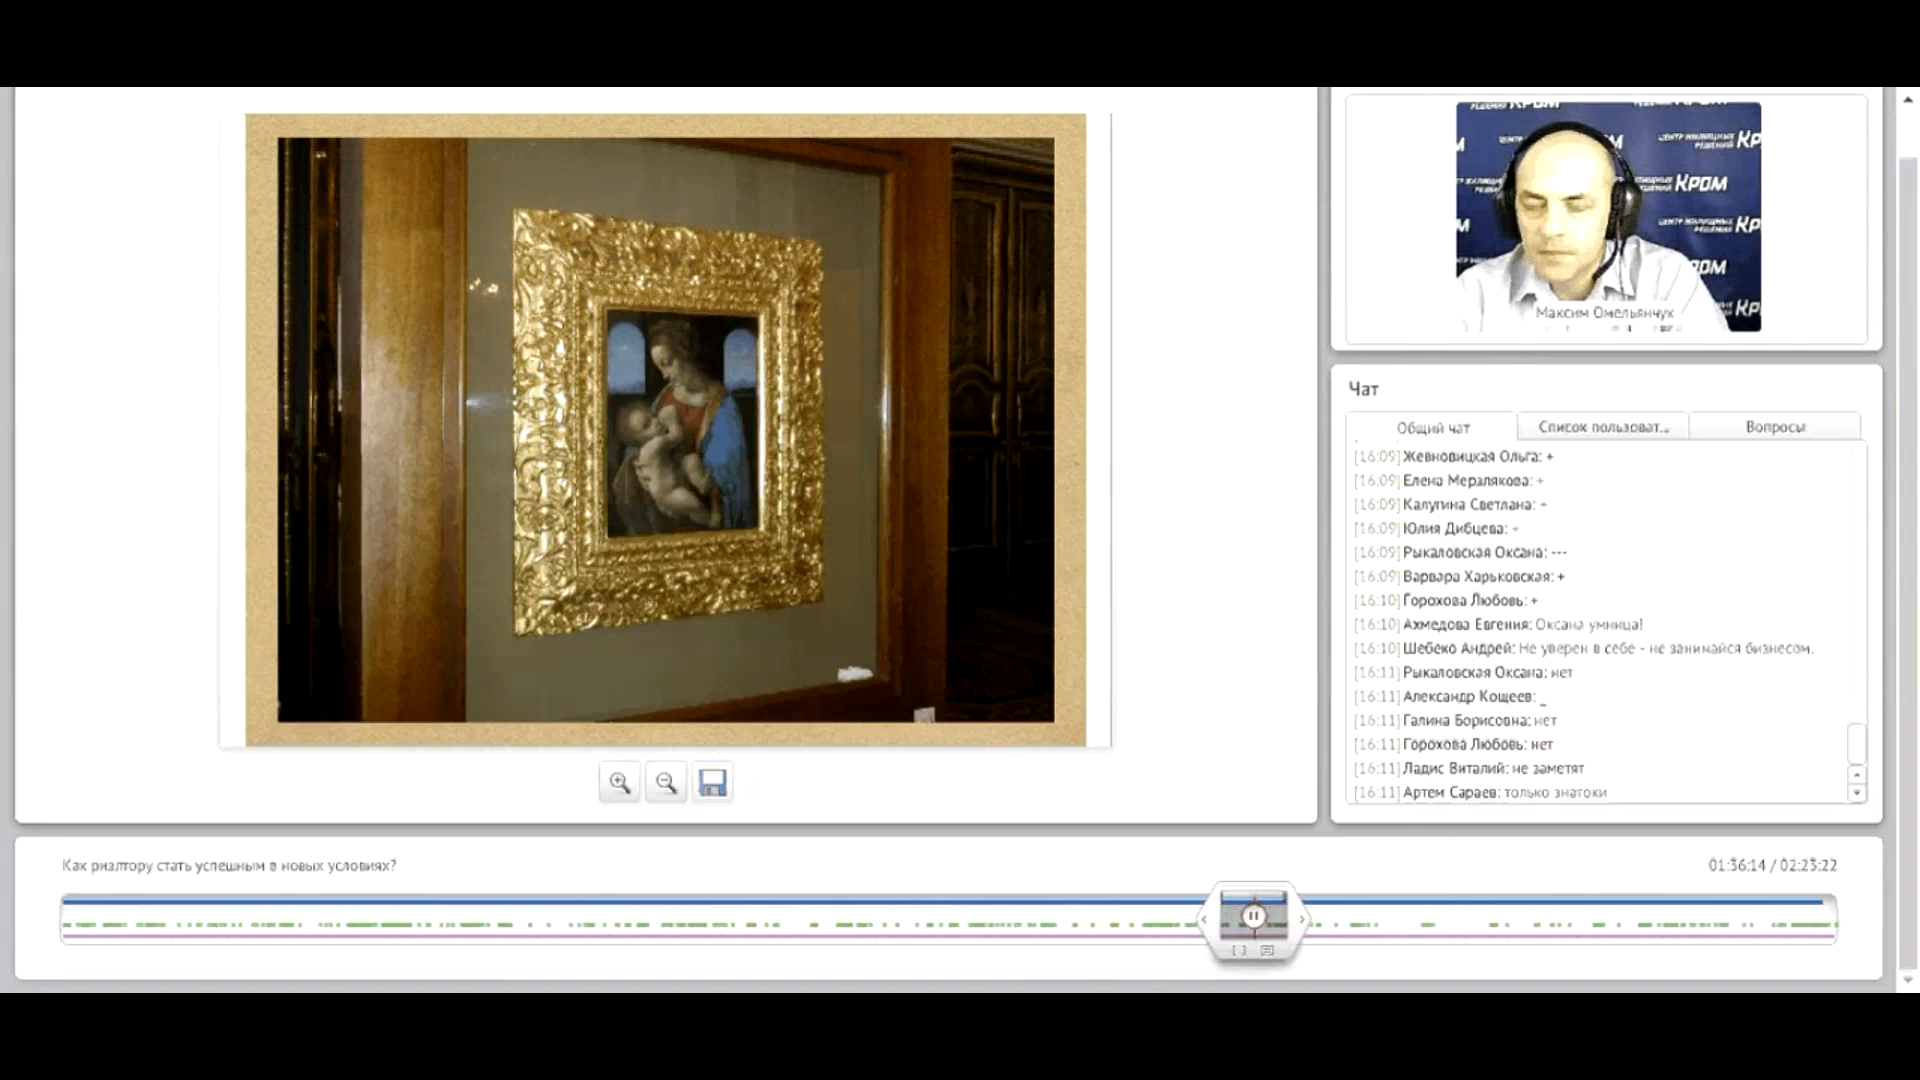 КРОМ
Максим Омельянчук
Чат
Общий чат
Список пользоват...
Вопросы
[16:09] Жевновицкая Ольга: +
[16:09] Елена Мерзлякова: +
[16:09] Калугина Светлана: +
[16:09] Юлия Дибцева: +
[16:09] Рыкаловская Оксана: ---
[16:09] Варвара Харьковская: +
[16:10] Горохова Любовь: +
[16:10] Ахмедова Евгения: Оксана умница!
[16:10] Шебеко Андрей: Не уверен в себе - не занимайся бизнесом.
[16:11] Рыкаловская Оксана: нет
[16:11] Александр Кощеев: _
[16:11] Галина Борисовна: нет
[16:11] Горохова Любовь: нет
[16:11] Ладис Виталий: не заметят
[16:11] Артем Сараев: только знатоки
Как риэлтору стать успешным в новых условиях?
01:36:14 / 02:23:22